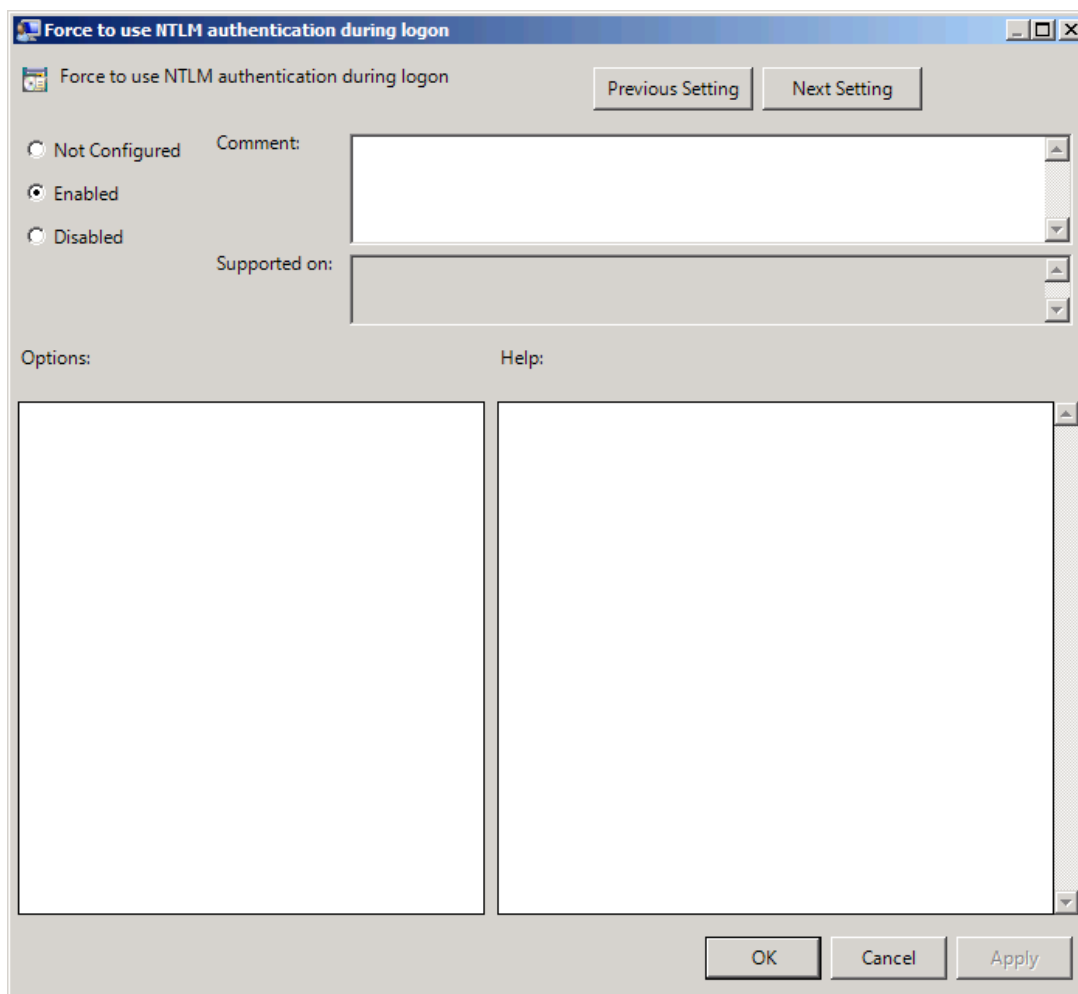 Force to use NTLM authentication during logon
Force to use NTLM authentication during logon
Previous Setting
Next Setting
Not Configured
Comment:
Enabled
Disabled
Supported on:
Options:
Help:
OK
Cancel
Apply